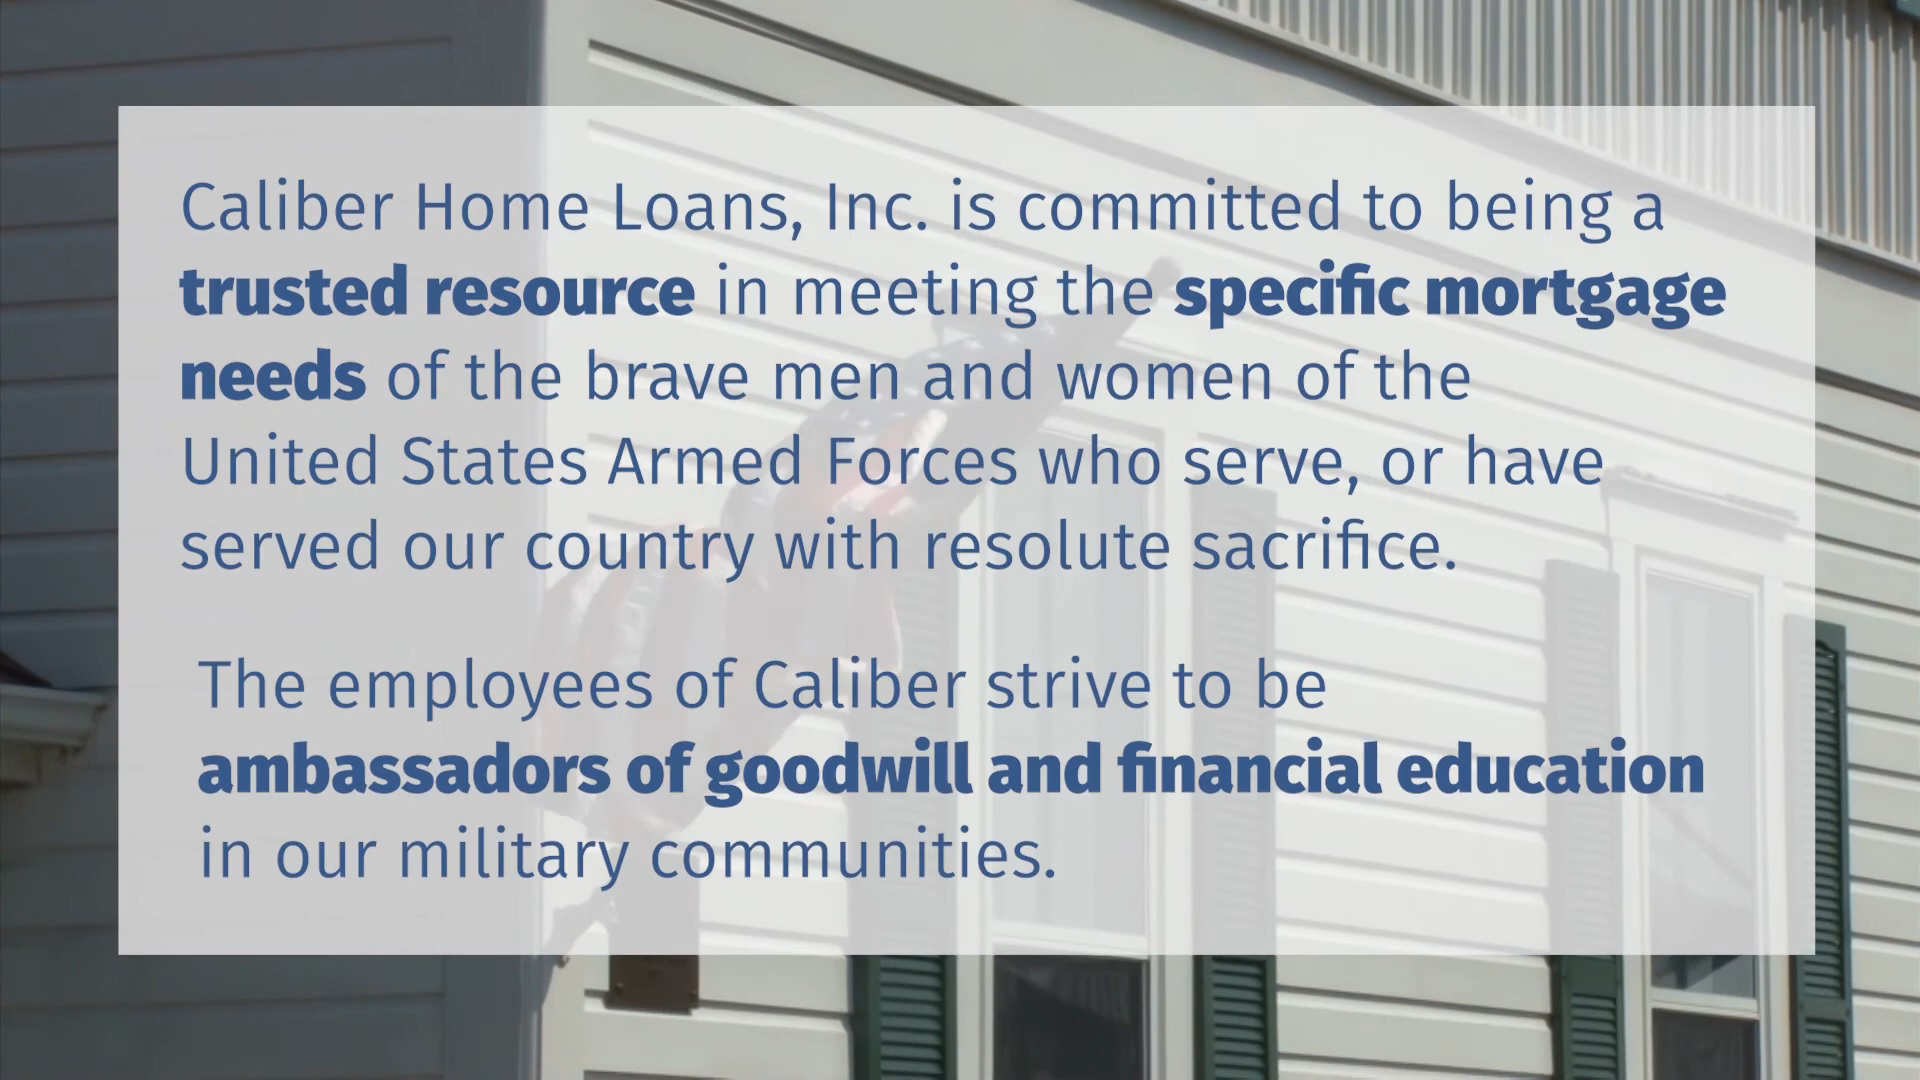 Caliber Home Loans, Inc. is committed to being a
trusted resource in meeting the specific mortgage
needs of the brave men and women of the
United States Armed Forces who serve, or have
served our country with resolute sacrifice.
The employees of Caliber strive to be
ambassadors of goodwill and financial education
in our military communities.